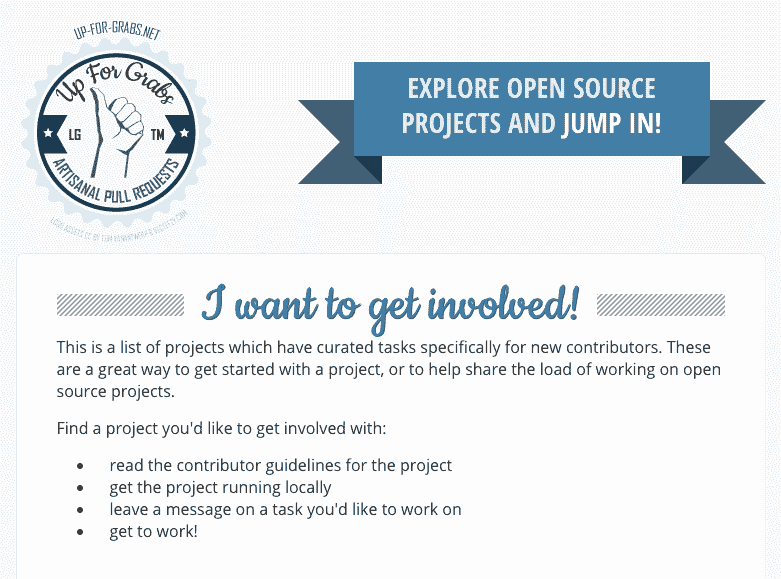 UP-FOR-GRABS.NET
Up For Grabs
LG TM
ARTISANAL PULL REQUESTS
EXPLORE OPEN SOURCE
PROJECTS AND JUMP IN!
I want to get involved!
This is a list of projects which have curated tasks specifically for new contributors. These
are a great way to get started with a project, or to help share the load of working on open
source projects.
Find a project you'd like to get involved with:
• read the contributor guidelines for the project
• get the project running locally
• leave a message on a task you'd like to work on
• get to work!